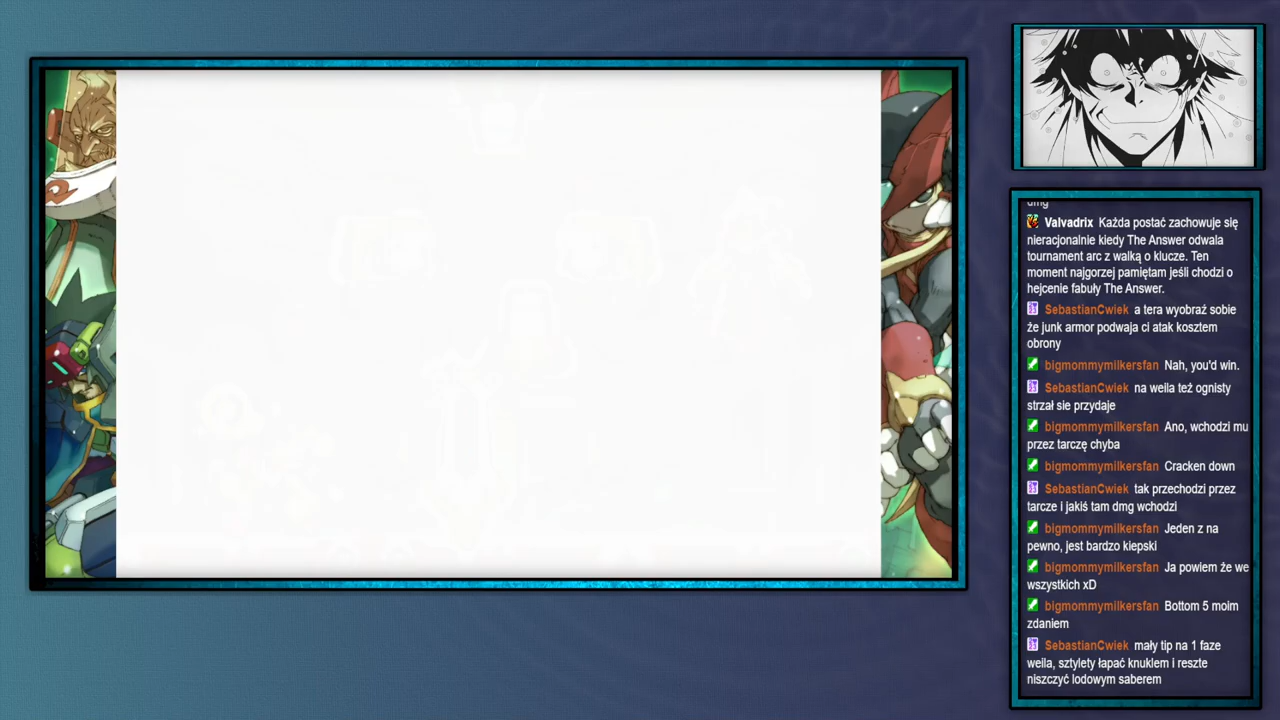 dmg
Valvadrix Każda postać zachowuje się
nieracjonalnie kiedy The Answer odwala
tournament arc z walką o klucze. Ten
moment najgorzej pamiętam jeśli chodzi o
hejcenie fabuły The Answer.
SebastianCwiek a tera wyobraź sobie
że junk armor podwaja ci atak kosztem
obrony
bigmommymilkersfan Nah, you'd win.
SebastianCwiek na weila też ognisty
strzał sie przydaje
bigmommymilkersfan Ano, wchodzi mu
przez tarczę chyba
bigmommymilkersfan Cracken down
SebastianCwiek tak przechodzi przez
tarcze i jakiś tam dmg wchodzi
bigmommymilkersfan Jeden z na
pewno, jest bardzo kiepski
bigmommymilkersfan Ja powiem że we
wszystkich xD
bigmommymilkersfan Bottom 5 moim
zdaniem
SebastianCwiek mały tip na 1 faze
weila, sztylety łapać knuklem i reszte
niszczyć lodowym saberem